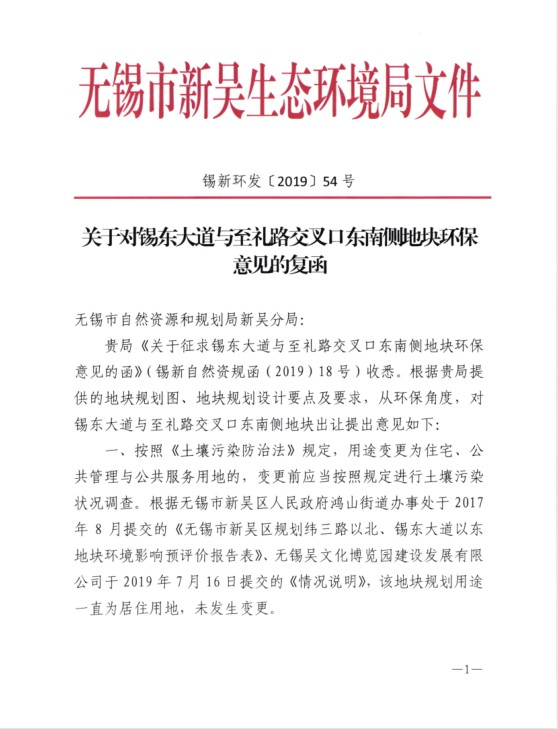 无锡市新吴生态环境局文件
锡新环发〔2019〕54 号
关于对锡东大道与至礼路交叉口东南侧地块环保
意见的复函
无锡市自然资源和规划局新吴分局：
贵局《关于征求锡东大道与至礼路交叉口东南侧地块环保
意见的函》（锡新自然资规函（2019）18 号）收悉。根据贵局提
供的地块规划图、地块规划设计要点及要求，从环保角度，对
锡东大道与至礼路交叉口东南侧地块出让提出意见如下：
一、按照《土壤污染防治法》规定，用途变更为住宅、公
共管理与公共服务用地的，变更前应当按照规定进行土壤污染
状况调查。根据无锡市新吴区人民政府鸿山街道办事处于 2017
年 8 月提交的《无锡市新吴区规划纬三路以北、锡东大道以东
地块环境影响预评价报告表》、无锡吴文化博览园建设发展有限
公司于 2019 年 7 月 16 日提交的《情况说明》，该地块规划用途
一直为居住用地，未发生变更。
—1—